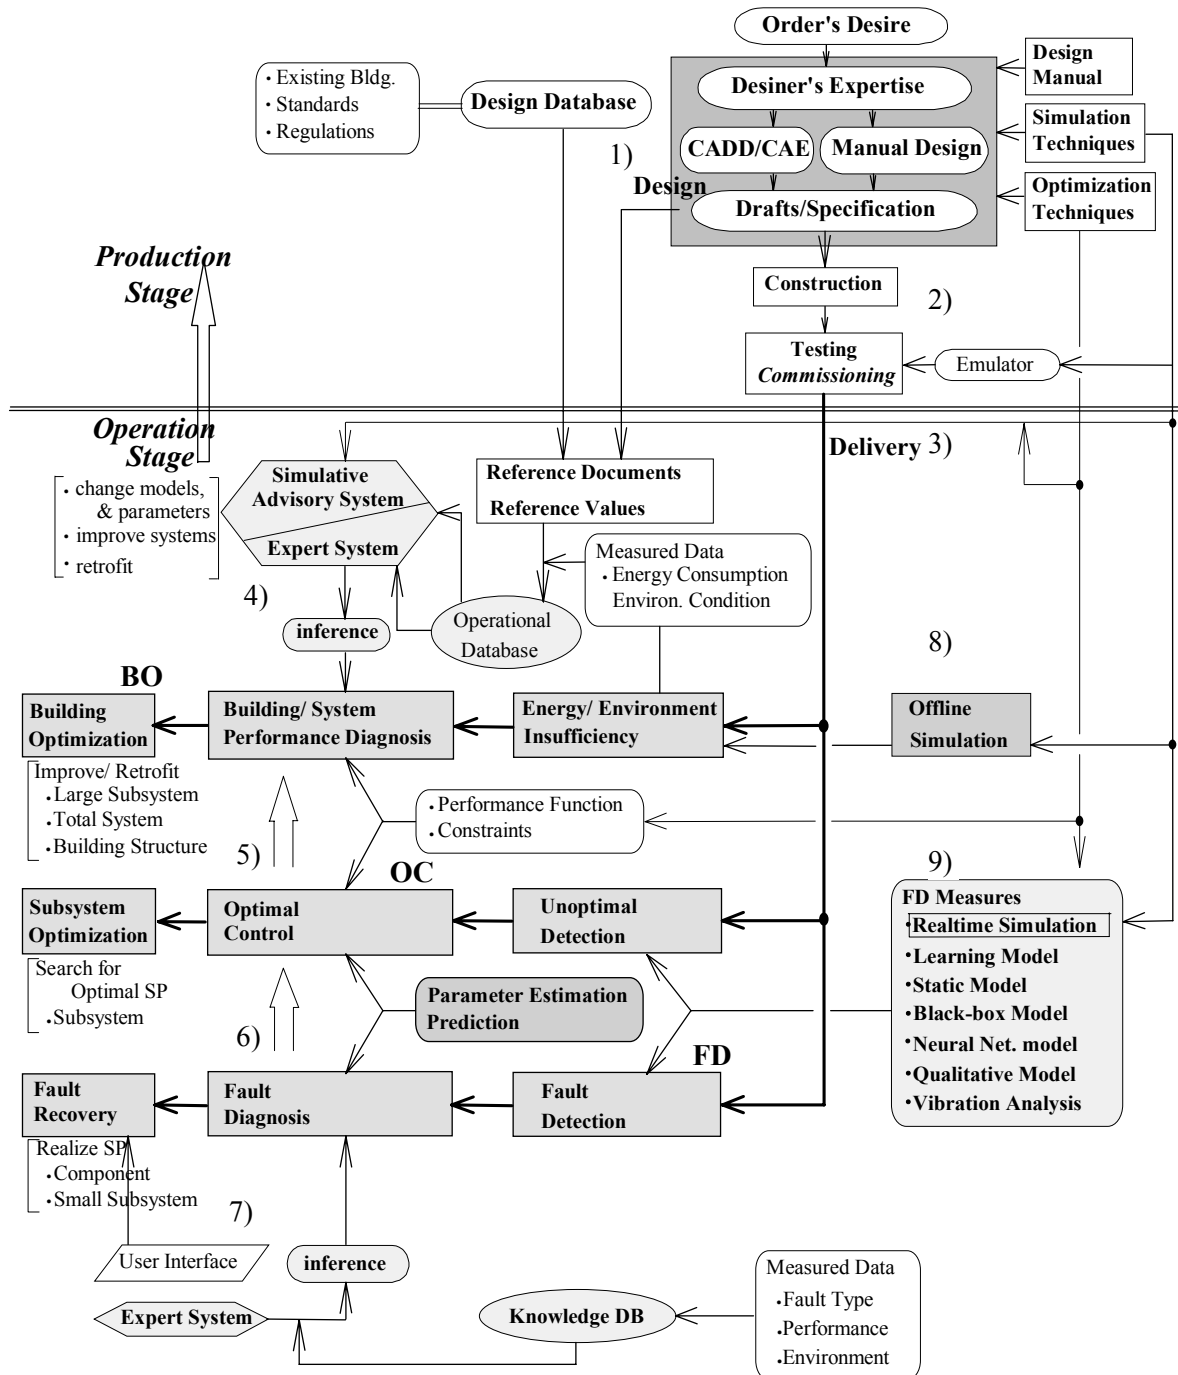 Order's Desire
Design
Manual
Desiner's Expertise
• Existing Bldg.
• Standards
• Regulations
Design Database
Simulation
Techniques
1)
CADD/CAE
Manual Design
Design
Optimization
Techniques
Drafts/Specification
Production
Stage
Construction
2)
Testing
Commissioning
Emulator
Operation
Stage
Delivery
3)
• change models,
& parameters
• improve systems
• retrofit
Simulative
Advisory System
Expert System
Reference Documents
Reference Values
Measured Data
• Energy Consumption
Environ. Condition
4)
inference
Operational
Database
8)
BO
Building
Optimization
Building/ System
Performance Diagnosis
Energy/ Environment
Insufficiency
Offline
Simulation
Improve/ Retrofit
• Large Subsystem
• Total System
• Building Structure
• Performance Function
• Constraints
5)
9)
OC
Subsystem
Optimization
Optimal
Control
Unoptimal
Detection
FD Measures
•Realtime Simulation
•Learning Model
•Static Model
•Black-box Model
•Neural Net. model
•Qualitative Model
•Vibration Analysis
Search for
Optimal SP
• Subsystem
Parameter Estimation
Prediction
6)
FD
Fault
Recovery
Fault
Diagnosis
Fault
Detection
Realize SP
• Component
• Small Subsystem
7)
User Interface
inference
Expert System
Knowledge DB
Measured Data
•Fault Type
•Performance
•Environment